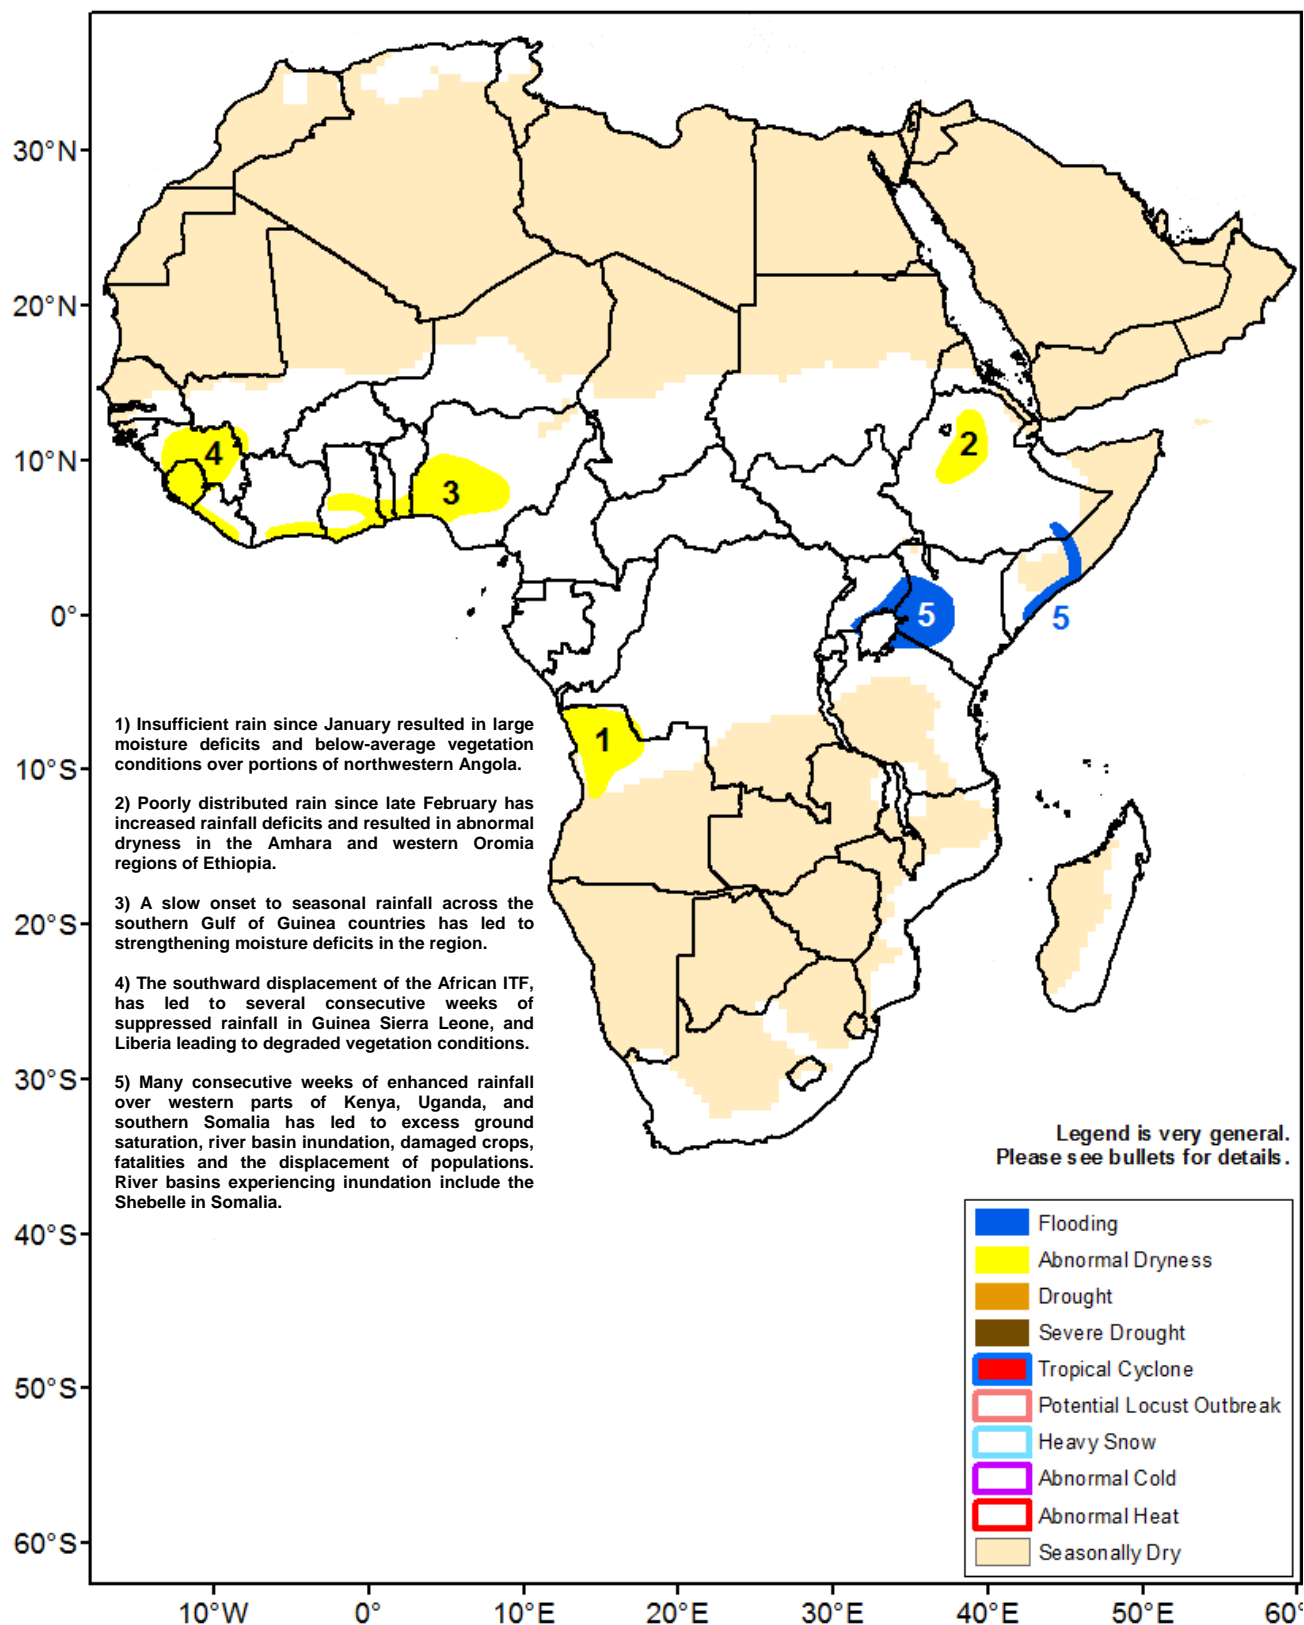 30°N
20°N
10°N
0°
10°S
20°S
30°S
40°S
50°S
60°S
4
3
2
5
5
1
1) Insufficient rain since January resulted in large
moisture deficits and below-average vegetation
conditions over portions of northwestern Angola.
2) Poorly distributed rain since late February has
increased rainfall deficits and resulted in abnormal
dryness in the Amhara and western Oromia
regions of Ethiopia.
3) A slow onset to seasonal rainfall across the
southern Gulf of Guinea countries has led to
strengthening moisture deficits in the region.
4) The southward displacement of the African ITF,
has led to several consecutive weeks of
suppressed rainfall in Guinea Sierra Leone, and
Liberia leading to degraded vegetation conditions.
5) Many consecutive weeks of enhanced rainfall
over western parts of Kenya, Uganda, and
southern Somalia has led to excess ground
saturation, river basin inundation, damaged crops,
fatalities and the displacement of populations.
River basins experiencing inundation include the
Shebelle in Somalia.
Legend is very general.
Please see bullets for details.
Flooding
Abnormal Dryness
Drought
Severe Drought
Tropical Cyclone
Potential Locust Outbreak
Heavy Snow
Abnormal Cold
Abnormal Heat
Seasonally Dry
10°W 0° 10°E 20°E 30°E 40°E 50°E 60°